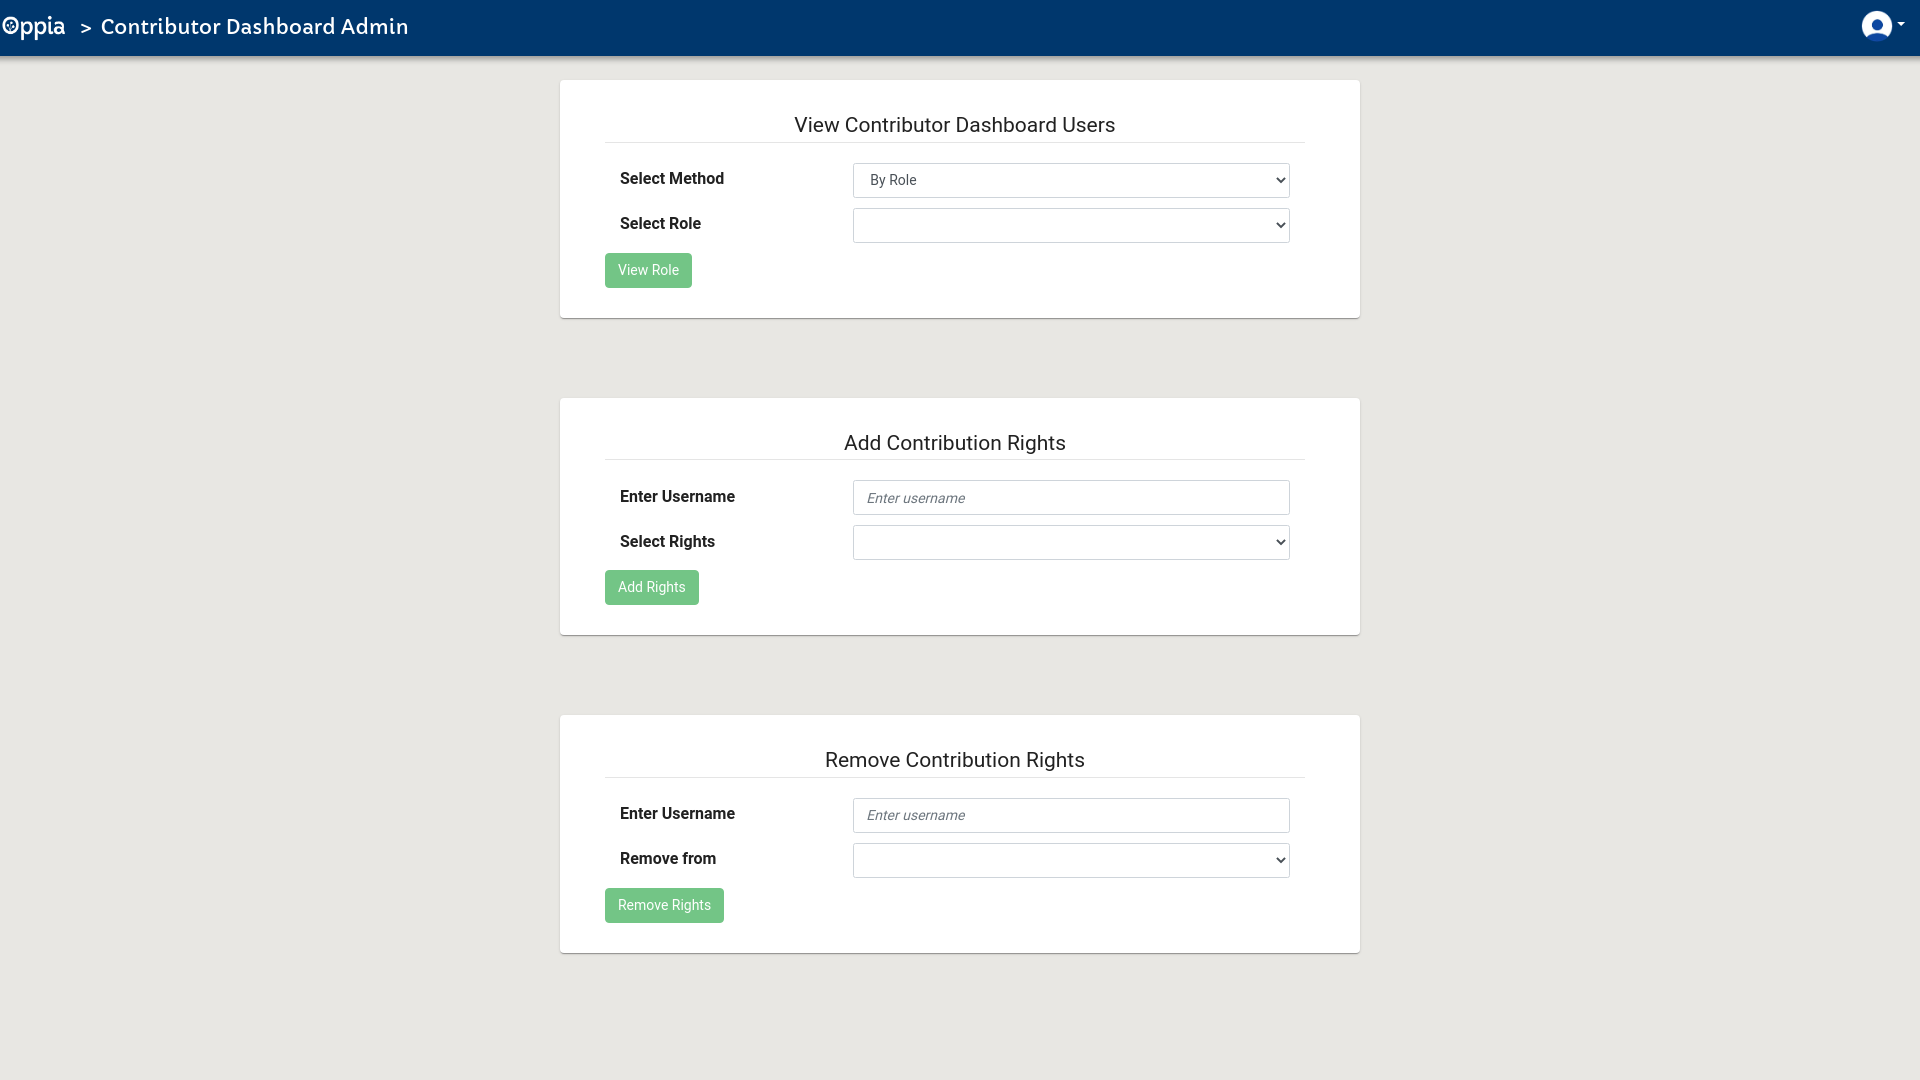 Oppia > Contributor Dashboard Admin
View Contributor Dashboard Users
Select Method By Role
Select Role
View Role
Add Contribution Rights
Enter Username Enter username
Select Rights
Add Rights
Remove Contribution Rights
Enter Username Enter username
Remove from
Remove Rights